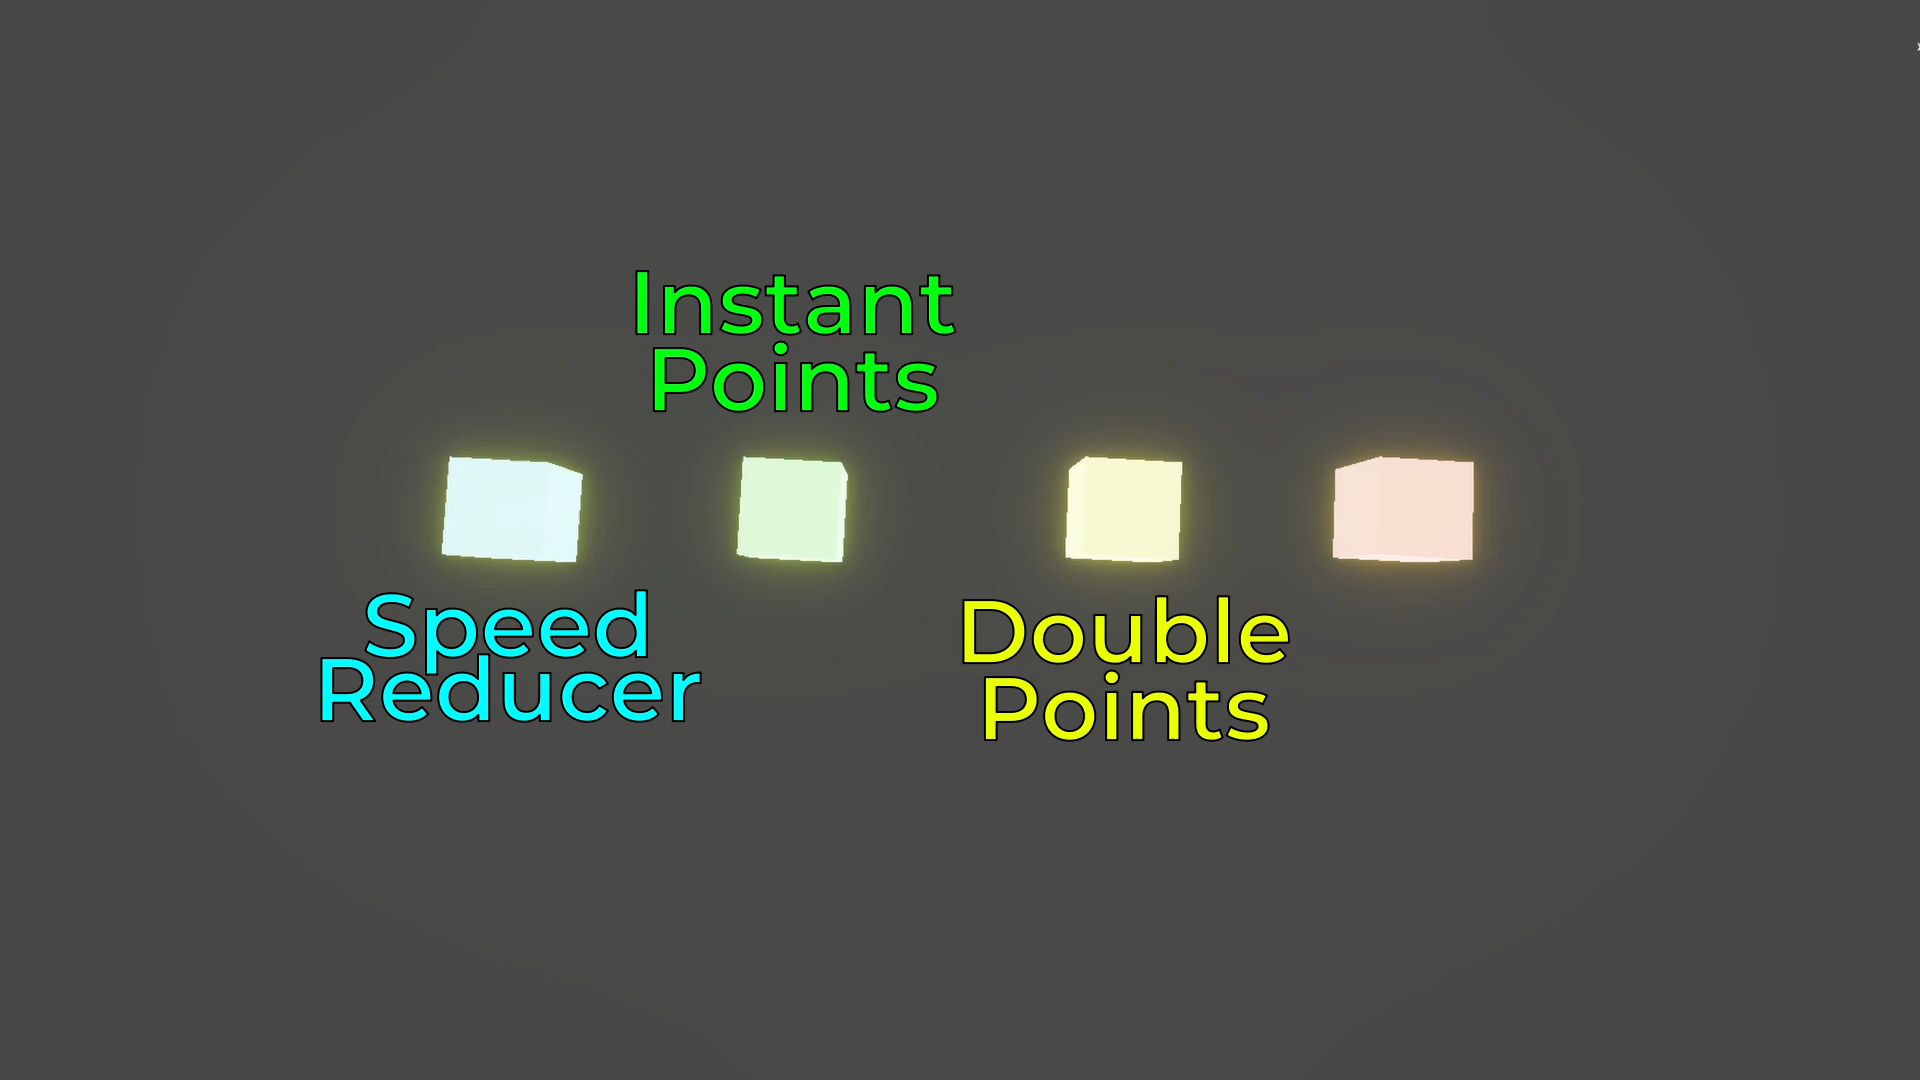 Instant
Points
Speed
Reducer
Double
Points